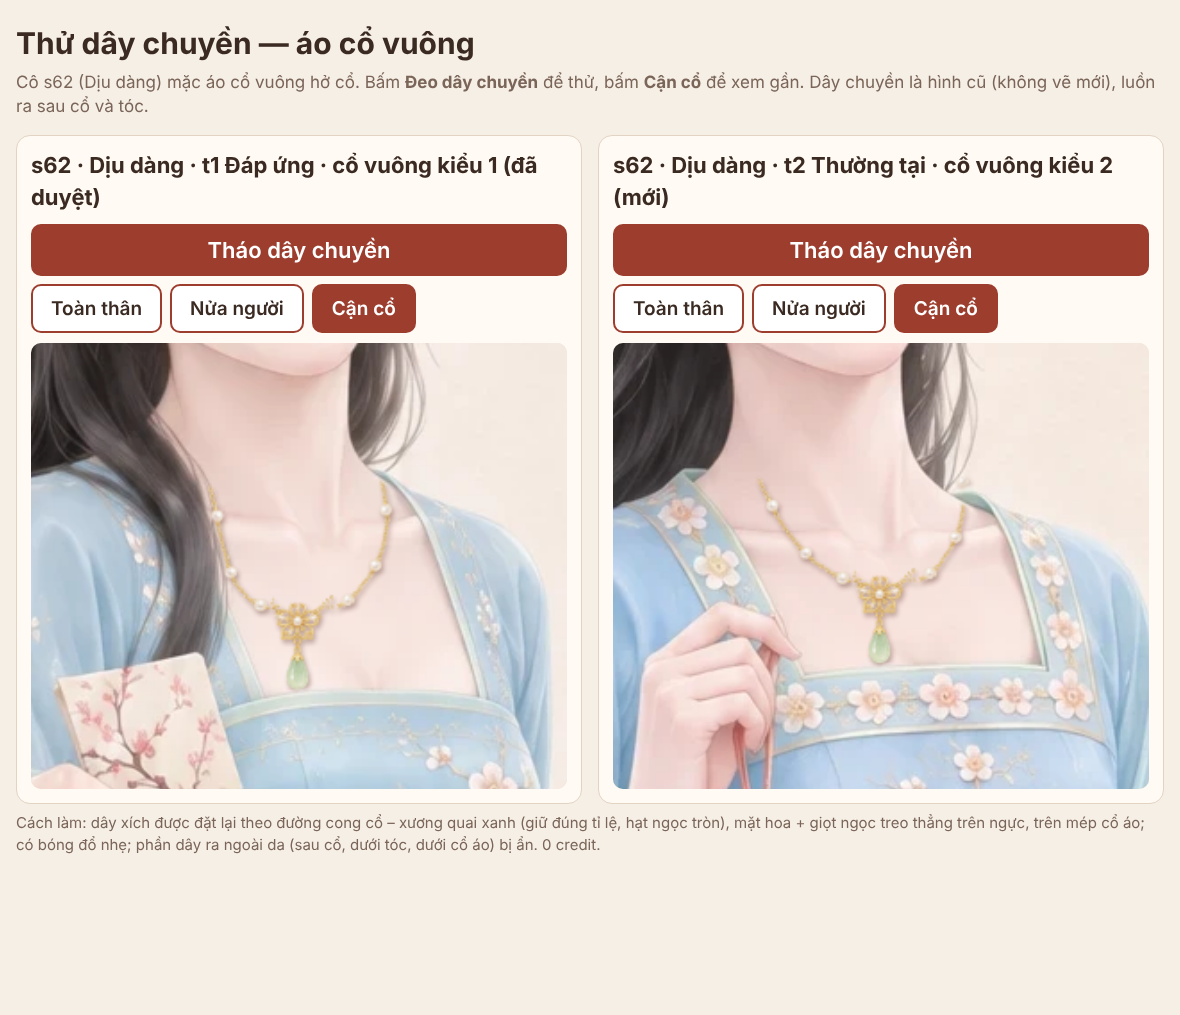 Thử dây chuyền — áo cổ vuông
Cô s62 (Dịu dàng) mặc áo cổ vuông hở cổ. Bấm Đeo dây chuyền để thử, bấm Cận cổ để xem gần. Dây chuyền là hình cũ (không vẽ mới), luồn
ra sau cổ và tóc.
s62 · Dịu dàng · t1 Đáp ứng · cổ vuông kiểu 1 (đã
duyệt)
Tháo dây chuyền
Toàn thân
Nửa người
Cận cổ
s62 · Dịu dàng · t2 Thường tại · cổ vuông kiểu 2
(mới)
Tháo dây chuyền
Toàn thân
Nửa người
Cận cổ
Cách làm: dây xích được đặt lại theo đường cong cổ – xương quai xanh (giữ đúng tỉ lệ, hạt ngọc tròn), mặt hoa + giọt ngọc treo thẳng trên ngực, trên mép cổ áo;
có bóng đổ nhẹ; phần dây ra ngoài da (sau cổ, dưới tóc, dưới cổ áo) bị ẩn. 0 credit.